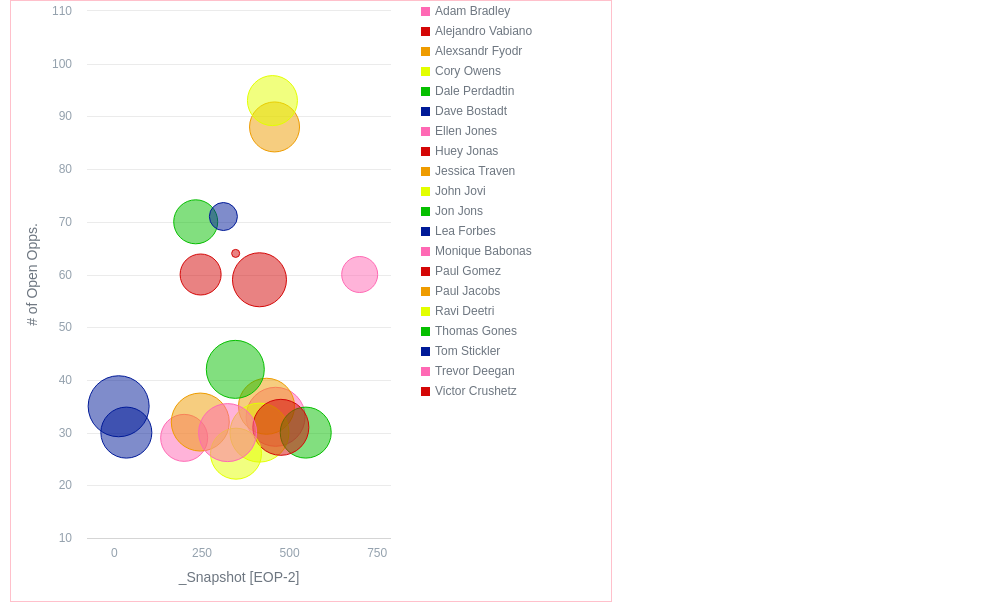 110
100
90
80
70
60
50
40
30
20
10
# of Open Opps.
0
250
500
750
_Snapshot [EOP-2]
Adam Bradley
Alejandro Vabiano
Alexsandr Fyodr
Cory Owens
Dale Perdadtin
Dave Bostadt
Ellen Jones
Huey Jonas
Jessica Traven
John Jovi
Jon Jons
Lea Forbes
Monique Babonas
Paul Gomez
Paul Jacobs
Ravi Deetri
Thomas Gones
Tom Stickler
Trevor Deegan
Victor Crushetz